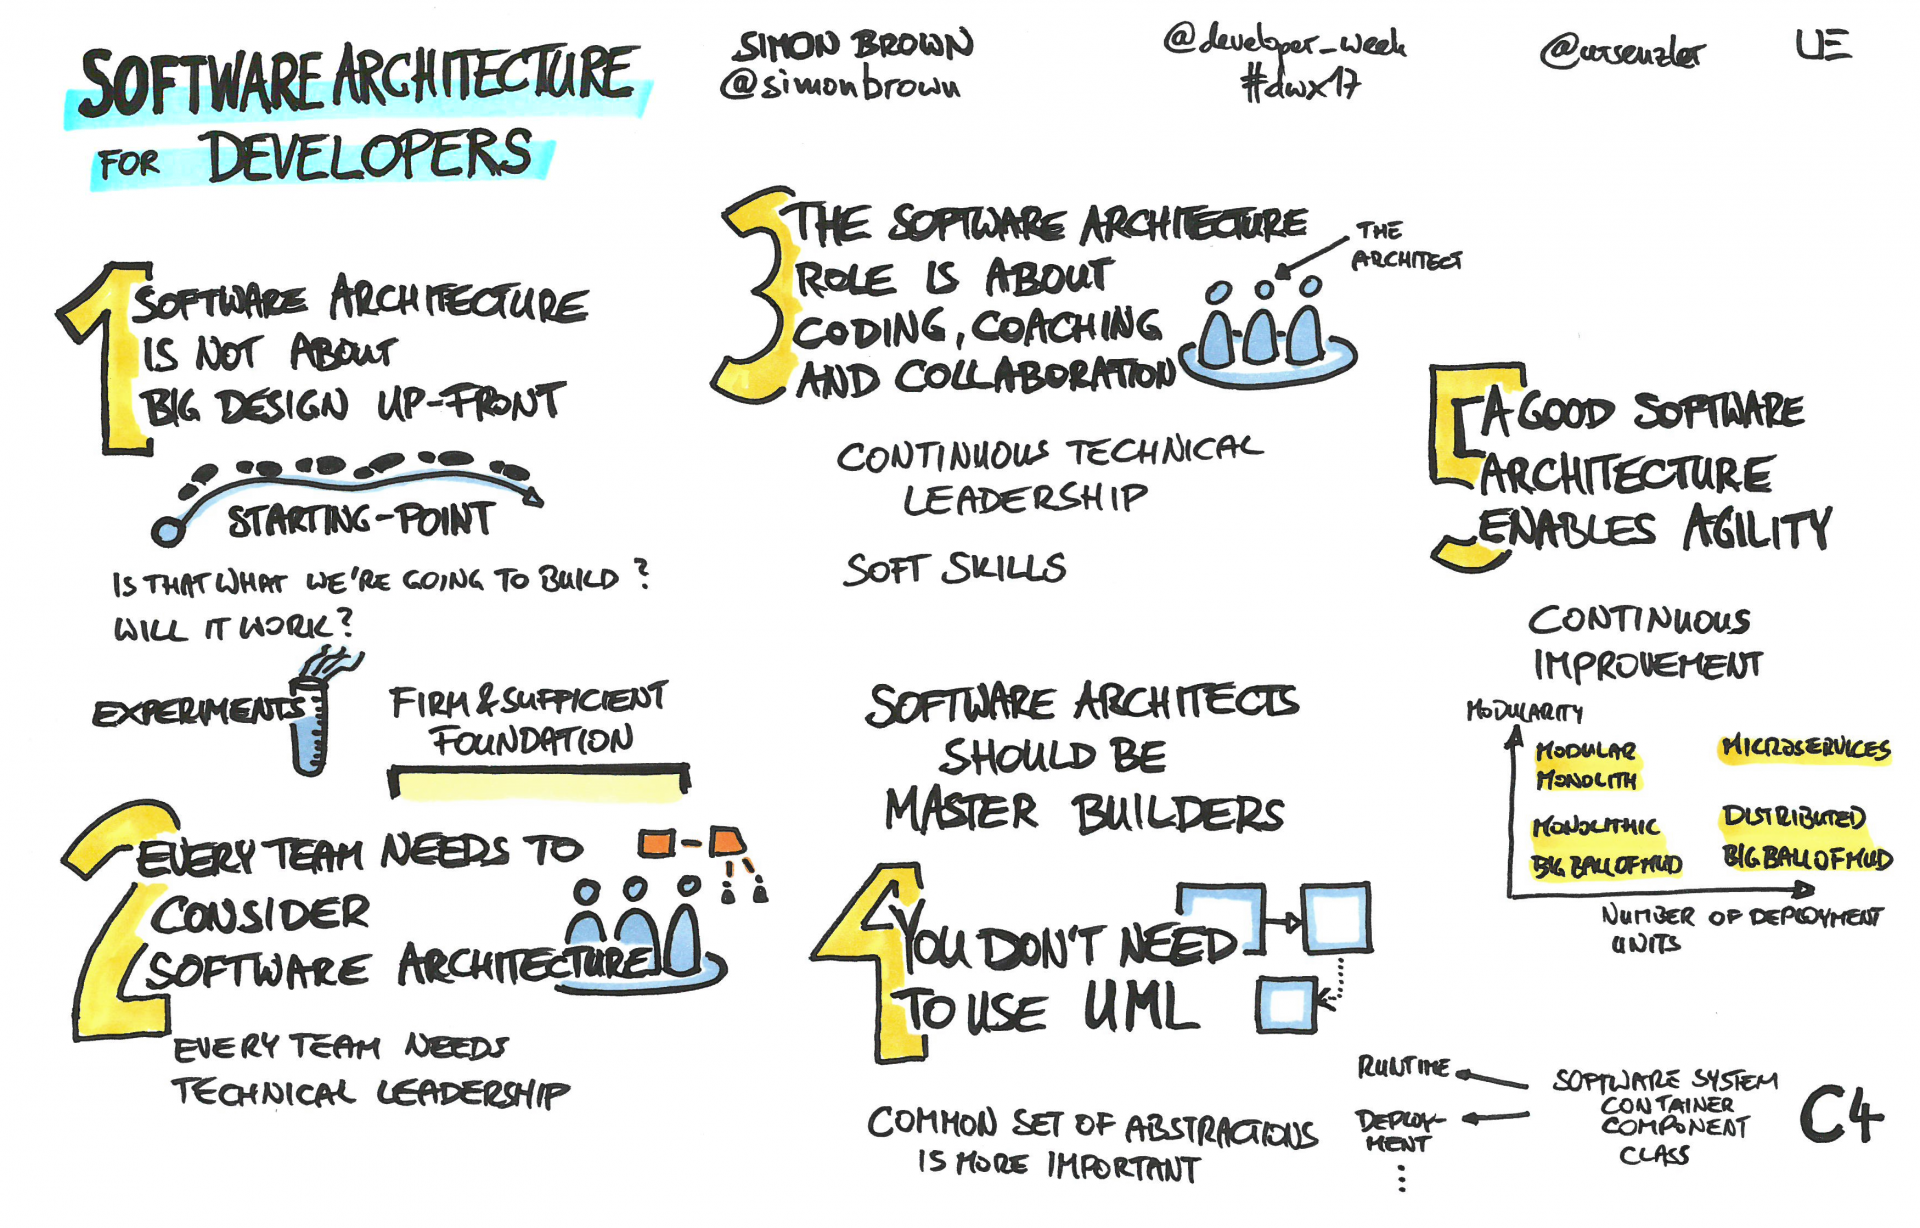 SOFTWARE ARCHITECTURE
FOR DEVELOPERS
SIMON BROWN
@simonbrown
@developer_week
#dwx17
@ursenzler
UE
1 SOFTWARE ARCHITECTURE
IS NOT ABOUT
BIG DESIGN UP-FRONT
STARTING-POINT
IS THAT WHAT WE'RE GOING TO BUILD?
WILL IT WORK?
EXPERIMENTS
FIRM & SUFFICIENT
FOUNDATION
2 EVERY TEAM NEEDS TO
CONSIDER
SOFTWARE ARCHITECTURE
EVERY TEAM NEEDS
TECHNICAL LEADERSHIP
3 THE SOFTWARE ARCHITECTURE
ROLE IS ABOUT
CODING, COACHING
AND COLLABORATION
THE
ARCHITECT
CONTINUOUS TECHNICAL
LEADERSHIP
SOFT SKILLS
SOFTWARE ARCHITECTS
SHOULD BE
MASTER BUILDERS
4 YOU DON'T NEED
TO USE UML
COMMON SET OF ABSTRACTIONS
IS MORE IMPORTANT
RUNTIME
DEPLOY-
MENT
⋮
SOFTWARE SYSTEM
CONTAINER
COMPONENT
CLASS
C4
5 A GOOD SOFTWARE
ARCHITECTURE
ENABLES AGILITY
CONTINUOUS
IMPROVEMENT
MODULARITY
MODULAR
MONOLITH
MICROSERVICES
MONOLITHIC
BIG BALL OF MUD
DISTRIBUTED
BIG BALL OF MUD
NUMBER OF DEPLOYMENT
UNITS